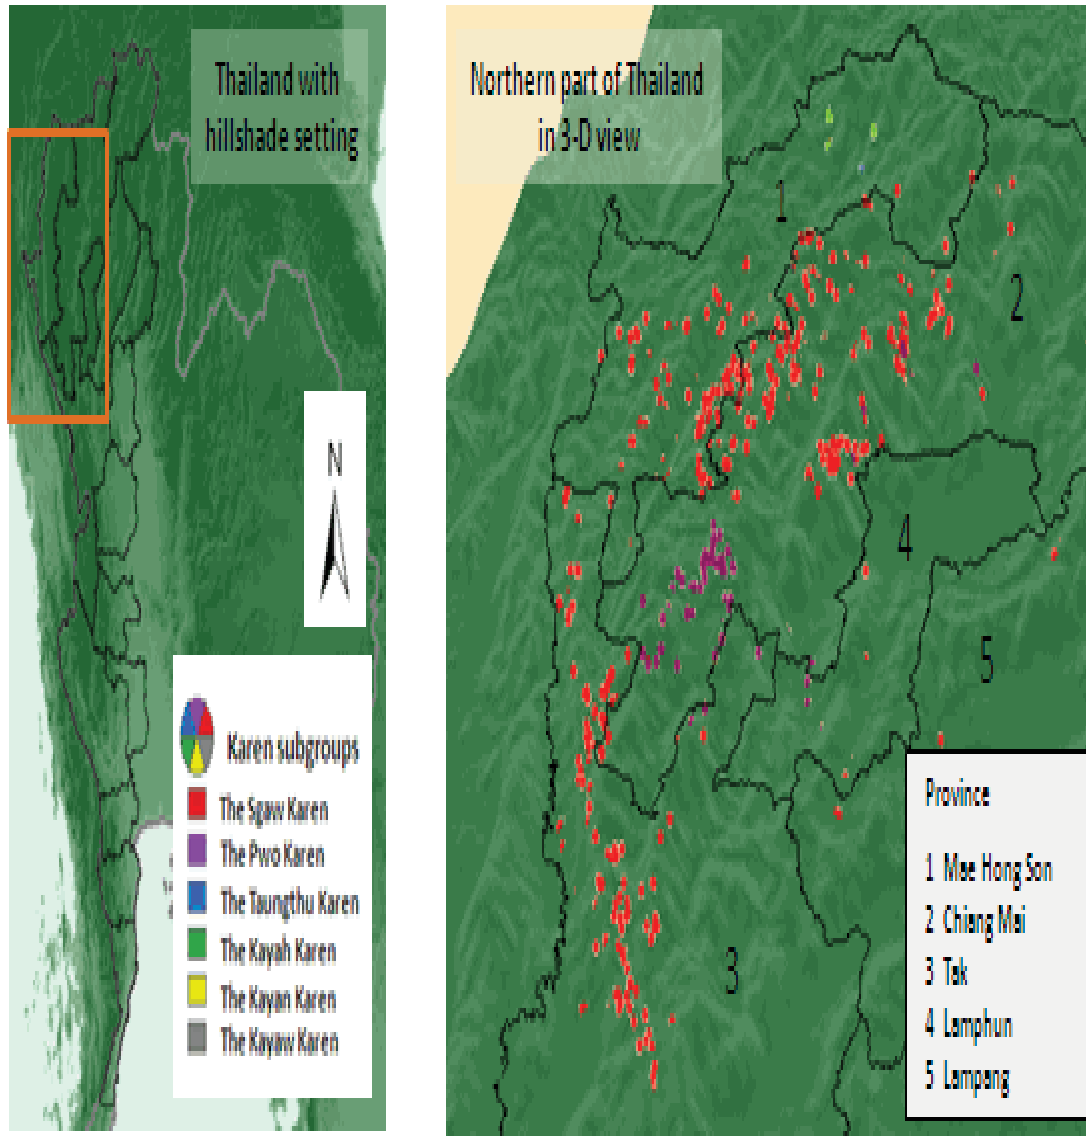 Thailand with
hillshade setting
N
Karen subgroups
The Sgaw Karen
The Pwo Karen
The Taungthu Karen
The Kayah Karen
The Kayan Karen
The Kayaw Karen
Northern part of Thailand
in 3-D view
1
2
4
5
3
Province
1 Mae Hong Son
2 Chiang Mai
3 Tak
4 Lamphun
5 Lampang